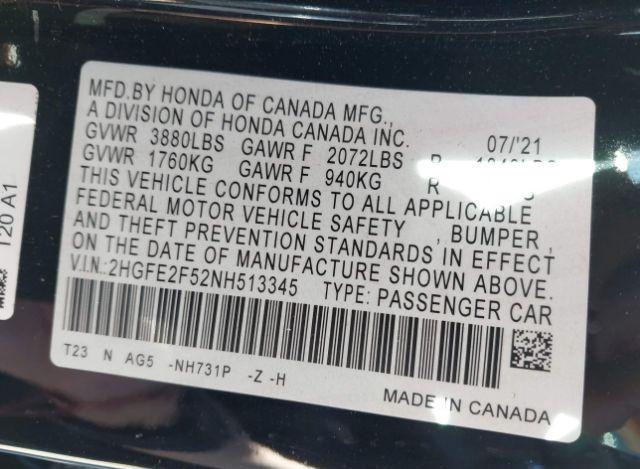 MFD. BY HONDA OF CANADA MFG.,
A DIVISION OF HONDA CANADA INC. 07/'21
GVWR 3880LBS GAWR F 2072LBS R
GVWR 1760KG GAWR F 940KG R
THIS VEHICLE CONFORMS TO ALL APPLICABLE
FEDERAL MOTOR VEHICLE SAFETY , BUMPER ,
AND THEFT PREVENTION STANDARDS IN EFFECT
ON THE DATE OF MANUFACTURE SHOWN ABOVE.
V.I.N.:2HGFE2F52NH513345 TYPE: PASSENGER CAR
T23 N AG5 -NH731P -Z -H
MADE IN CANADA
T20 A1